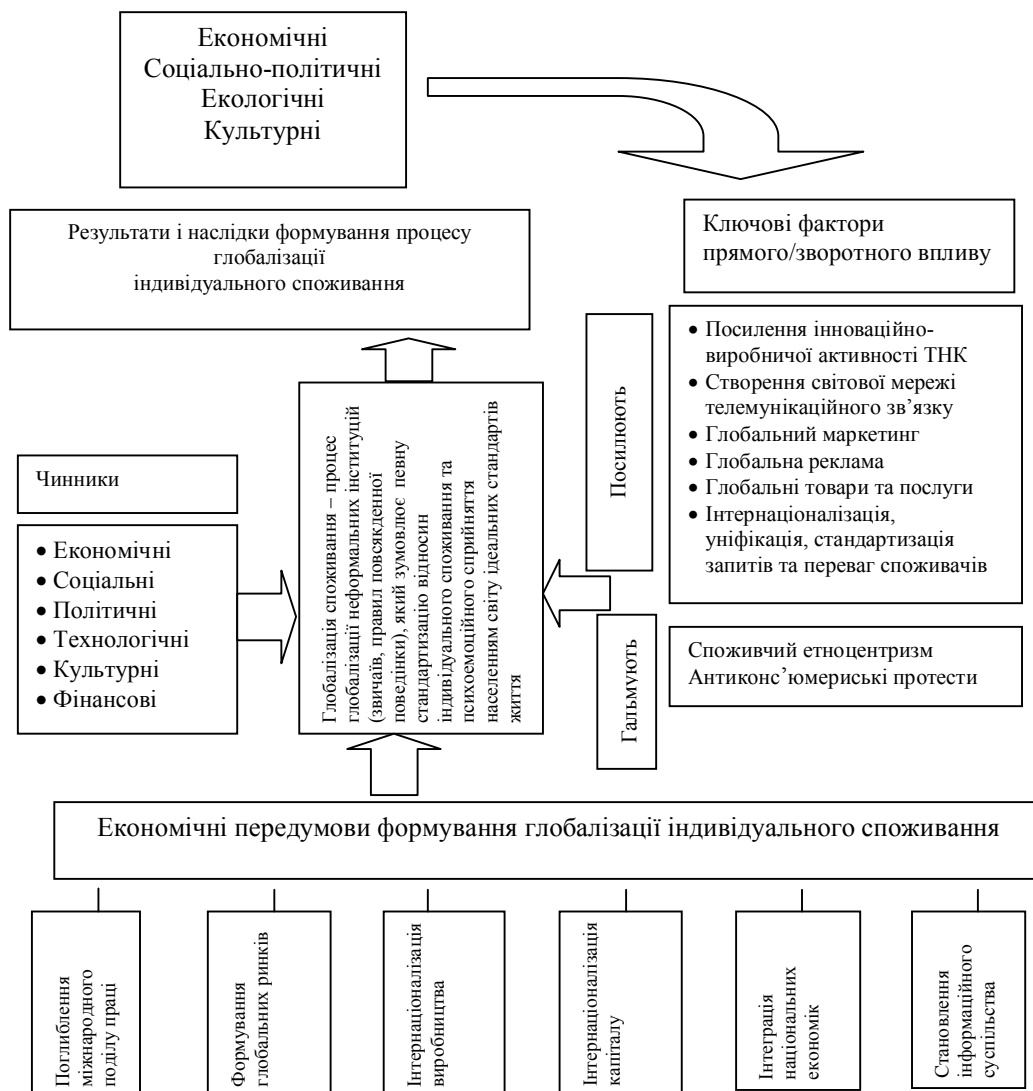 Економічні
Соціально-політичні
Екологічні
Культурні
Результати і наслідки формування процесу
глобалізації
індивідуального споживання
Ключові фактори
прямого/зворотного впливу
Чинники
• Економічні
• Соціальні
• Політичні
• Технологічні
• Культурні
• Фінансові
Глобалізація споживання – процес
глобалізації неформальних інституцій
(звичаїв, правил повсякденної
поведінки), який зумовлює певну
стандартизацію відносин
індивідуального споживання та
психоемоційного сприйняття
населенням світу ідеальних стандартів
життя
Посилюють
• Посилення інноваційно-
виробничої активності ТНК
• Створення світової мережі
телемунікаційного зв’язку
• Глобальний маркетинг
• Глобальна реклама
• Глобальні товари та послуги
• Інтернаціоналізація,
уніфікація, стандартизація
запитів та переваг споживачів
Гальмують
Споживчий етноцентризм
Антиконс’юмериські протести
Економічні передумови формування глобалізації індивідуального споживання
Поглиблення
міжнародного
поділу праці
Формування
глобальних ринків
Інтернаціоналізація
виробництва
Інтернаціоналізація
капіталу
Інтеграція
національних
економік
Становлення
інформаційного
суспільства